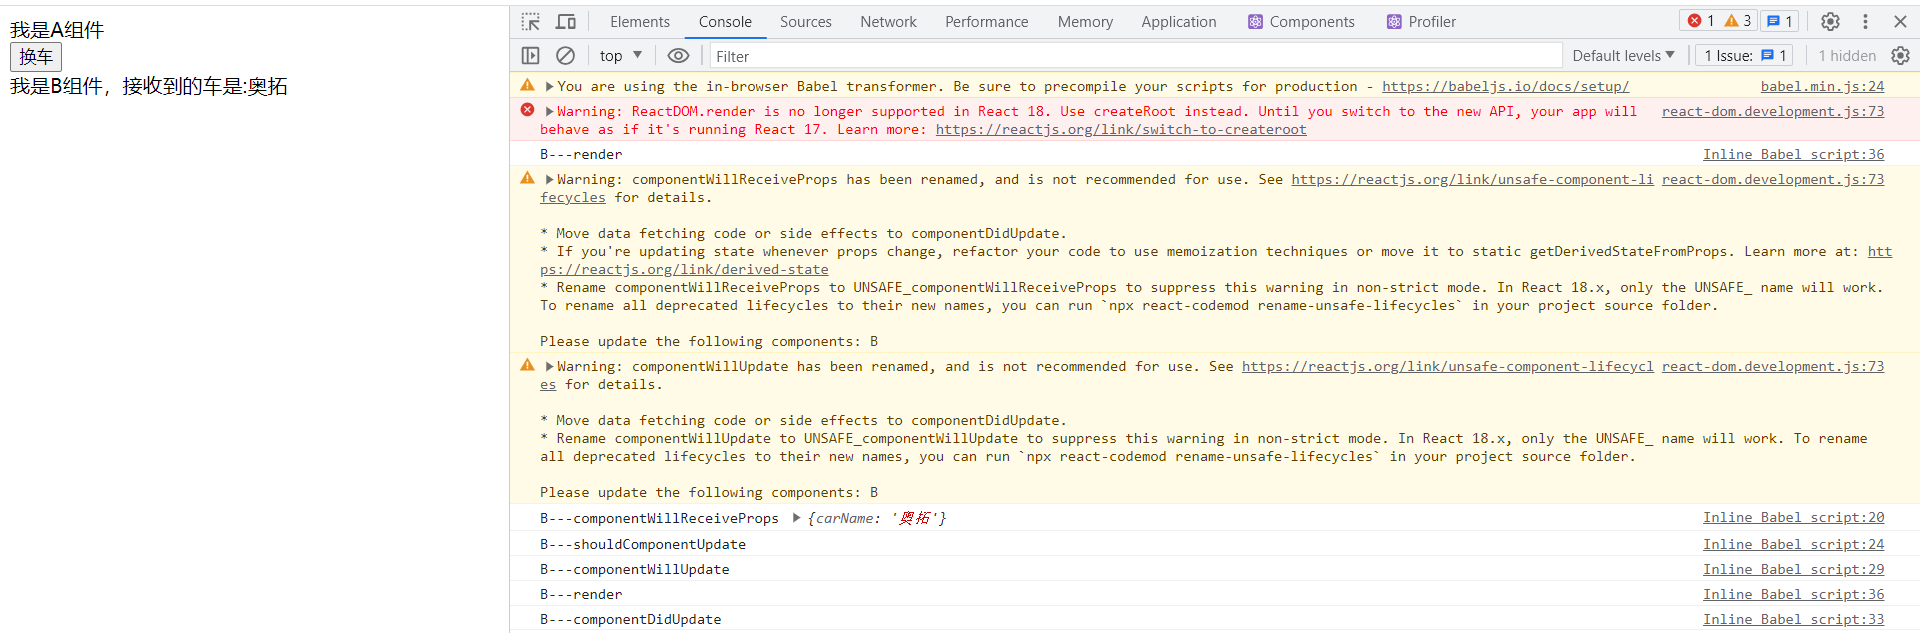 我是A组件
换车
我是B组件，接收到的车是:奥拓
Elements Console Sources Network Performance Memory Application Components Profiler 1 3 1
top Filter Default levels 1 Issue: 1 1 hidden
You are using the in-browser Babel transformer. Be sure to precompile your scripts for production - https://babeljs.io/docs/setup/ babel.min.js:24
Warning: ReactDOM.render is no longer supported in React 18. Use createRoot instead. Until you switch to the new API, your app will react-dom.development.js:73
behave as if it's running React 17. Learn more: https://reactjs.org/link/switch-to-createroot
B---render Inline Babel script:36
Warning: componentWillReceiveProps has been renamed, and is not recommended for use. See https://reactjs.org/link/unsafe-component-li react-dom.development.js:73
fecycles for details.
* Move data fetching code or side effects to componentDidUpdate.
* If you're updating state whenever props change, refactor your code to use memoization techniques or move it to static getDerivedStateFromProps. Learn more at: htt
ps://reactjs.org/link/derived-state
* Rename componentWillReceiveProps to UNSAFE_componentWillReceiveProps to suppress this warning in non-strict mode. In React 18.x, only the UNSAFE_ name will work.
To rename all deprecated lifecycles to their new names, you can run `npx react-codemod rename-unsafe-lifecycles` in your project source folder.
Please update the following components: B
Warning: componentWillUpdate has been renamed, and is not recommended for use. See https://reactjs.org/link/unsafe-component-lifecycl react-dom.development.js:73
es for details.
* Move data fetching code or side effects to componentDidUpdate.
* Rename componentWillUpdate to UNSAFE_componentWillUpdate to suppress this warning in non-strict mode. In React 18.x, only the UNSAFE_ name will work. To rename
all deprecated lifecycles to their new names, you can run `npx react-codemod rename-unsafe-lifecycles` in your project source folder.
Please update the following components: B
B---componentWillReceiveProps {carName: '奥拓'} Inline Babel script:20
B---shouldComponentUpdate Inline Babel script:24
B---componentWillUpdate Inline Babel script:29
B---render Inline Babel script:36
B---componentDidUpdate Inline Babel script:33